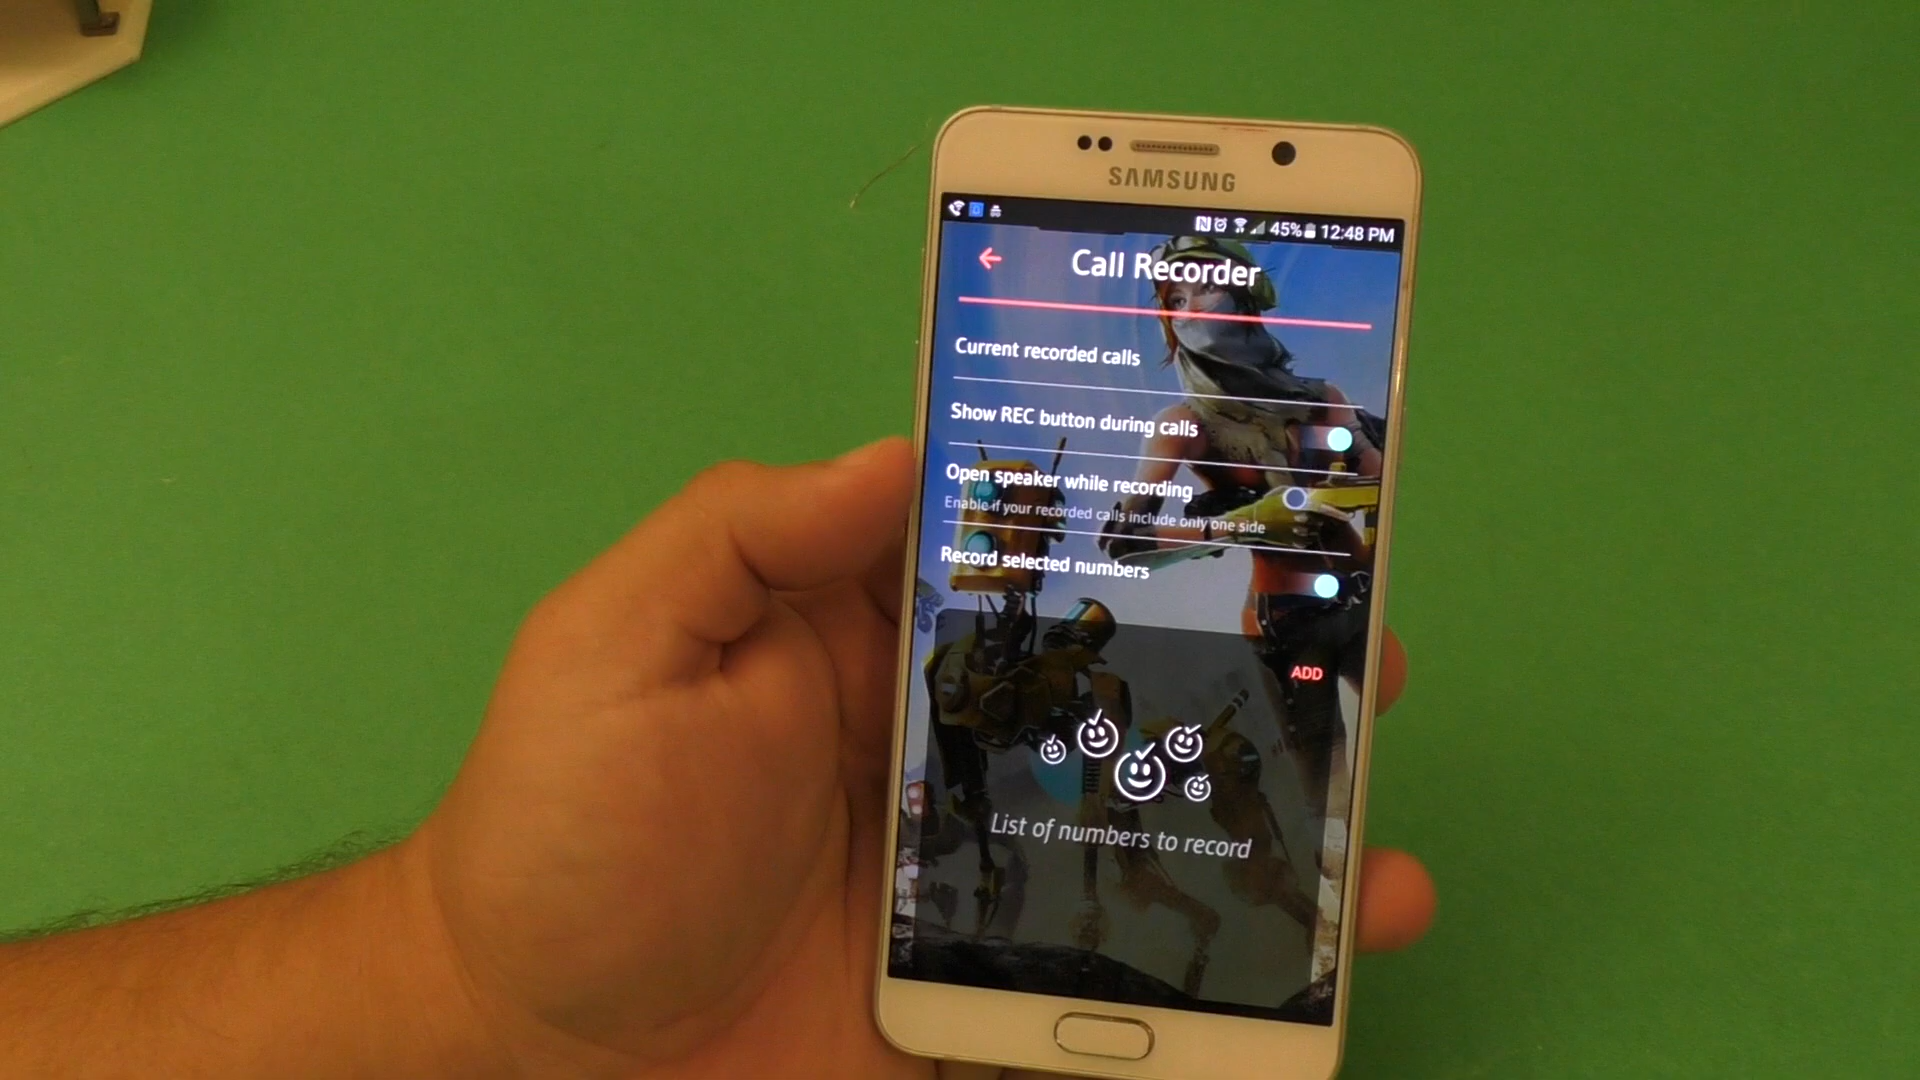 SAMSUNG
45% 12:48 PM
Call Recorder
Current recorded calls
Show REC button during calls
Open speaker while recording
Enable if your recorded calls include only one side
Record selected numbers
ADD
List of numbers to record